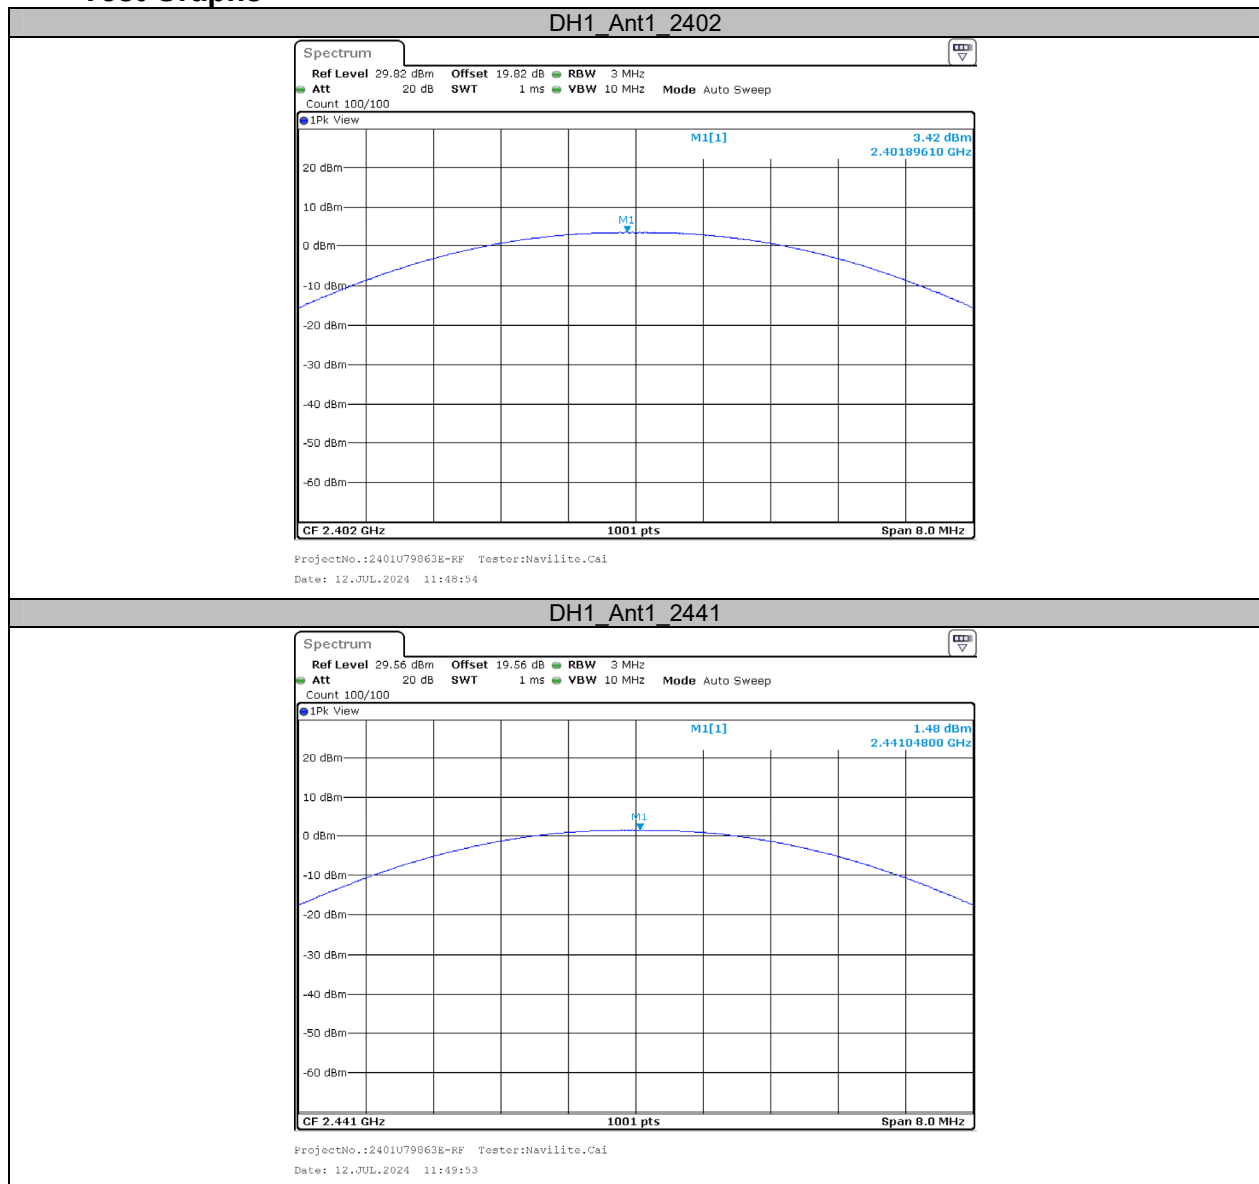 Test Graphs
DH1_Ant1_2402
Spectrum
Ref Level 29.82 dBm Offset 19.82 dB RBW 3 MHz
Att 20 dB SWT 1 ms VBW 10 MHz Mode Auto Sweep
Count 100/100
1Pk View
M1[1] 3.42 dBm
2.40189610 GHz
20 dBm
10 dBm
M1
0 dBm
-10 dBm
-20 dBm
-30 dBm
-40 dBm
-50 dBm
-60 dBm
CF 2.402 GHz 1001 pts Span 8.0 MHz
ProjectNo.:2401U79863E-RF Tester:Navilite.Cai
Date: 12.JUL.2024 11:48:54
DH1_Ant1_2441
Spectrum
Ref Level 29.56 dBm Offset 19.56 dB RBW 3 MHz
Att 20 dB SWT 1 ms VBW 10 MHz Mode Auto Sweep
Count 100/100
1Pk View
M1[1] 1.48 dBm
2.44104800 GHz
20 dBm
10 dBm
M1
0 dBm
-10 dBm
-20 dBm
-30 dBm
-40 dBm
-50 dBm
-60 dBm
CF 2.441 GHz 1001 pts Span 8.0 MHz
ProjectNo.:2401U79863E-RF Tester:Navilite.Cai
Date: 12.JUL.2024 11:49:53